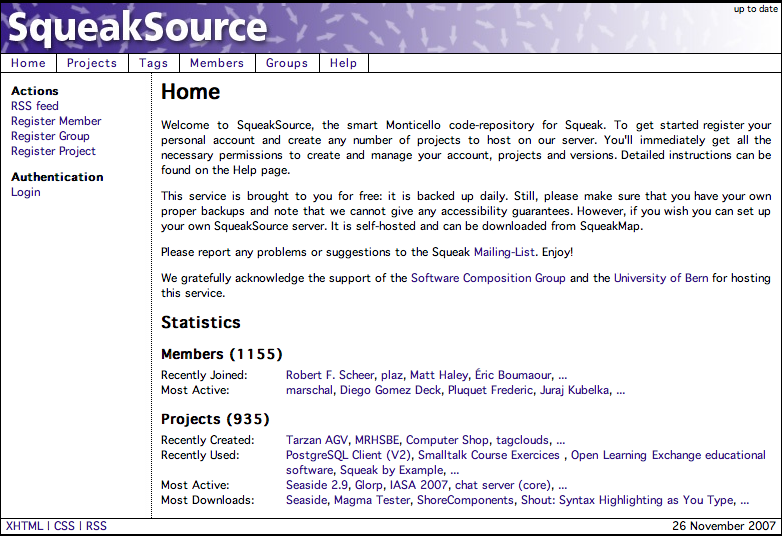 up to date
SqueakSource
Home Projects Tags Members Groups Help
Actions
RSS feed
Register Member
Register Group
Register Project
Authentication
Login
Home
Welcome to SqueakSource, the smart Monticello code-repository for Squeak. To get started register your
personal account and create any number of projects to host on our server. You'll immediately get all the
necessary permissions to create and manage your account, projects and versions. Detailed instructions can be
found on the Help page.
This service is brought to you for free: it is backed up daily. Still, please make sure that you have your own
proper backups and note that we cannot give any accessibility guarantees. However, if you wish you can set up
your own SqueakSource server. It is self-hosted and can be downloaded from SqueakMap.
Please report any problems or suggestions to the Squeak Mailing-List. Enjoy!
We gratefully acknowledge the support of the Software Composition Group and the University of Bern for hosting
this service.
Statistics
Members (1155)
Recently Joined: Robert F. Scheer, plaz, Matt Haley, Éric Boumaour, ...
Most Active: marschal, Diego Gomez Deck, Pluquet Frederic, Juraj Kubelka, ...
Projects (935)
Recently Created: Tarzan AGV, MRHSBE, Computer Shop, tagclouds, ...
Recently Used: PostgreSQL Client (V2), Smalltalk Course Exercices , Open Learning Exchange educational
software, Squeak by Example, ...
Most Active: Seaside 2.9, Glorp, IASA 2007, chat server (core), ...
Most Downloads: Seaside, Magma Tester, ShoreComponents, Shout: Syntax Highlighting as You Type, ...
XHTML | CSS | RSS 26 November 2007